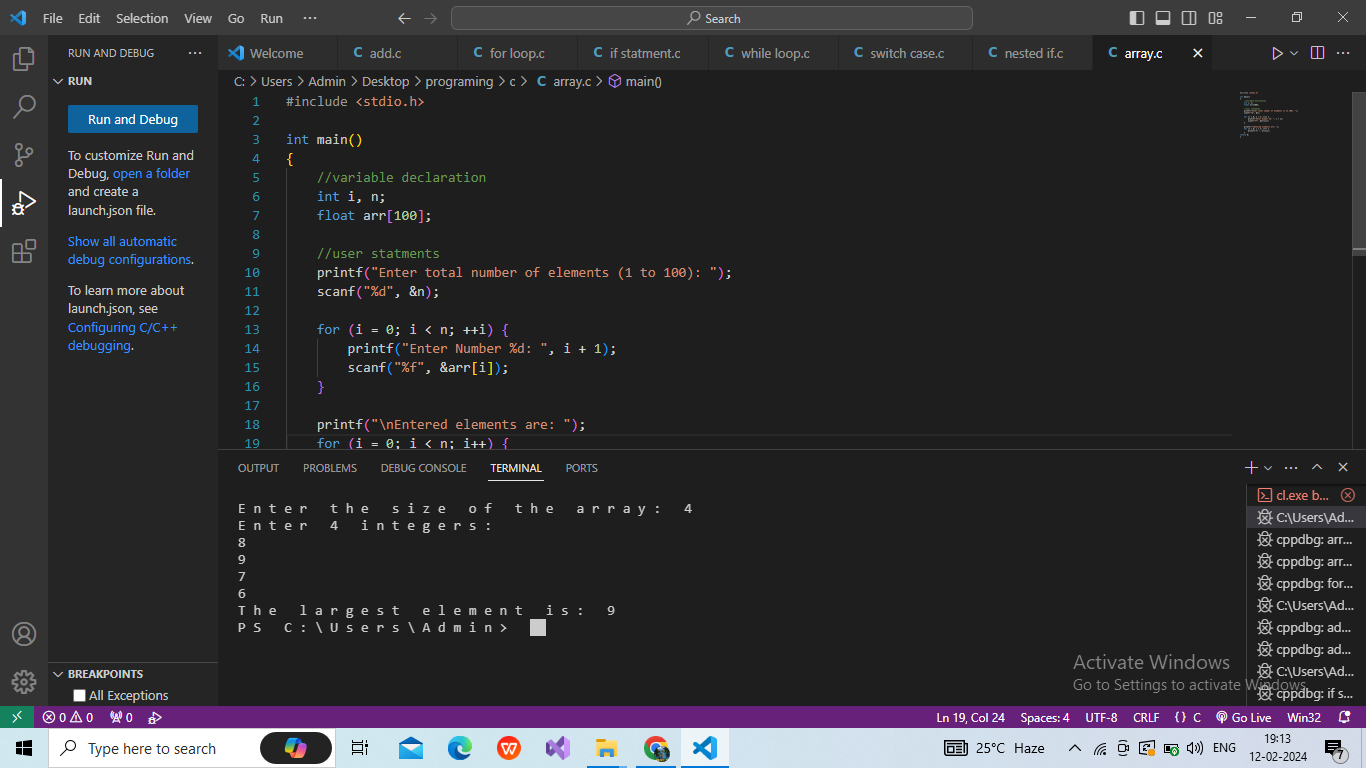 File Edit Selection View Go Run ··· Search
RUN AND DEBUG ···
Welcome add.c for loop.c if statment.c while loop.c switch case.c nested if.c array.c
RUN
C: > Users > Admin > Desktop > programing > c > C array.c > main()
Run and Debug
To customize Run and
Debug, open a folder
and create a
launch.json file.
Show all automatic
debug configurations.
To learn more about
launch.json, see
Configuring C/C++
debugging.
1 #include <stdio.h>
2
3 int main()
4 {
5 //variable declaration
6 int i, n;
7 float arr[100];
8
9 //user statments
10 printf("Enter total number of elements (1 to 100): ");
11 scanf("%d", &n);
12
13 for (i = 0; i < n; ++i) {
14 printf("Enter Number %d: ", i + 1);
15 scanf("%f", &arr[i]);
16 }
17
18 printf("\nEntered elements are: ");
19 for (i = 0; i < n; i++) {
OUTPUT PROBLEMS DEBUG CONSOLE TERMINAL PORTS
Enter the size of the array: 4
Enter 4 integers:
8
9
7
6
The largest element is: 9
PS C:\Users\Admin>
cl.exe b...
C:\Users\Ad...
cppdbg: arr...
cppdbg: arr...
cppdbg: for...
C:\Users\Ad...
cppdbg: ad...
cppdbg: ad...
C:\Users\Ad...
cppdbg: if s...
Activate Windows
Go to Settings to activate Windows.
BREAKPOINTS
All Exceptions
0 0 0 Ln 19, Col 24 Spaces: 4 UTF-8 CRLF {} C Go Live Win32
Type here to search 25°C Haze ENG 19:13
12-02-2024 7